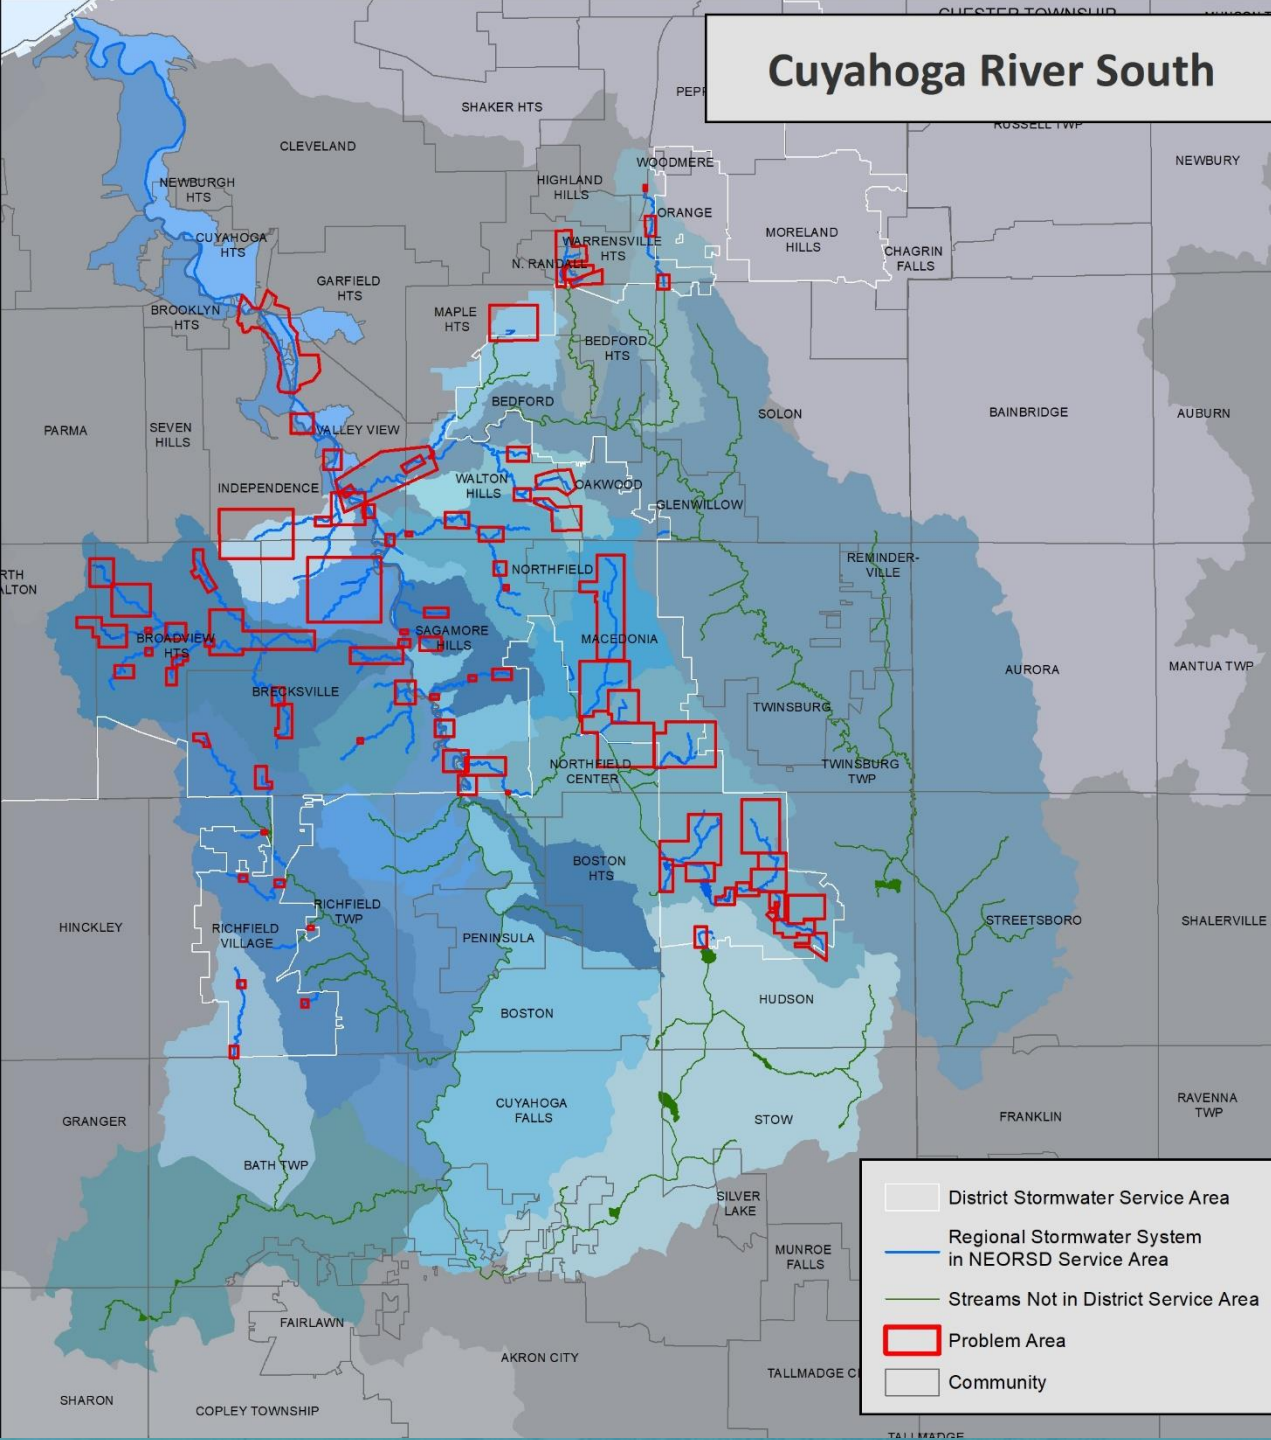 CHESTER TOWNSHIP
Cuyahoga River South
SHAKER HTS
RUSSELL TWP
CLEVELAND
WOODMERE
NEWBURY
NEWBURGH
HTS
HIGHLAND
HILLS
ORANGE
CUYAHOGA
HTS
WARRENSVILLE
HTS
MORELAND
HILLS
N. RANDALL
CHAGRIN
FALLS
GARFIELD
HTS
BROOKLYN
HTS
MAPLE
HTS
BEDFORD
HTS
BEDFORD
SOLON
BAINBRIDGE
AUBURN
PARMA
SEVEN
HILLS
VALLEY VIEW
INDEPENDENCE
WALTON
HILLS
OAKWOOD
GLENWILLOW
RTH
ALTON
NORTHFIELD
REMINDER-
VILLE
BROADVIEW
HTS
SAGAMORE
HILLS
MACEDONIA
AURORA
MANTUA TWP
BRECKSVILLE
TWINSBURG
NORTHFIELD
CENTER
TWINSBURG
TWP
BOSTON
HTS
RICHFIELD
TWP
HINCKLEY
RICHFIELD
VILLAGE
PENINSULA
STREETSBORO
SHALERVILLE
BOSTON
HUDSON
CUYAHOGA
FALLS
GRANGER
STOW
FRANKLIN
RAVENNA
TWP
BATH TWP
SILVER
LAKE
MUNROE
FALLS
FAIRLAWN
AKRON CITY
TALLMADGE C
SHARON
COPLEY TOWNSHIP
TALLMADGE
District Stormwater Service Area
Regional Stormwater System
in NEORSD Service Area
Streams Not in District Service Area
Problem Area
Community